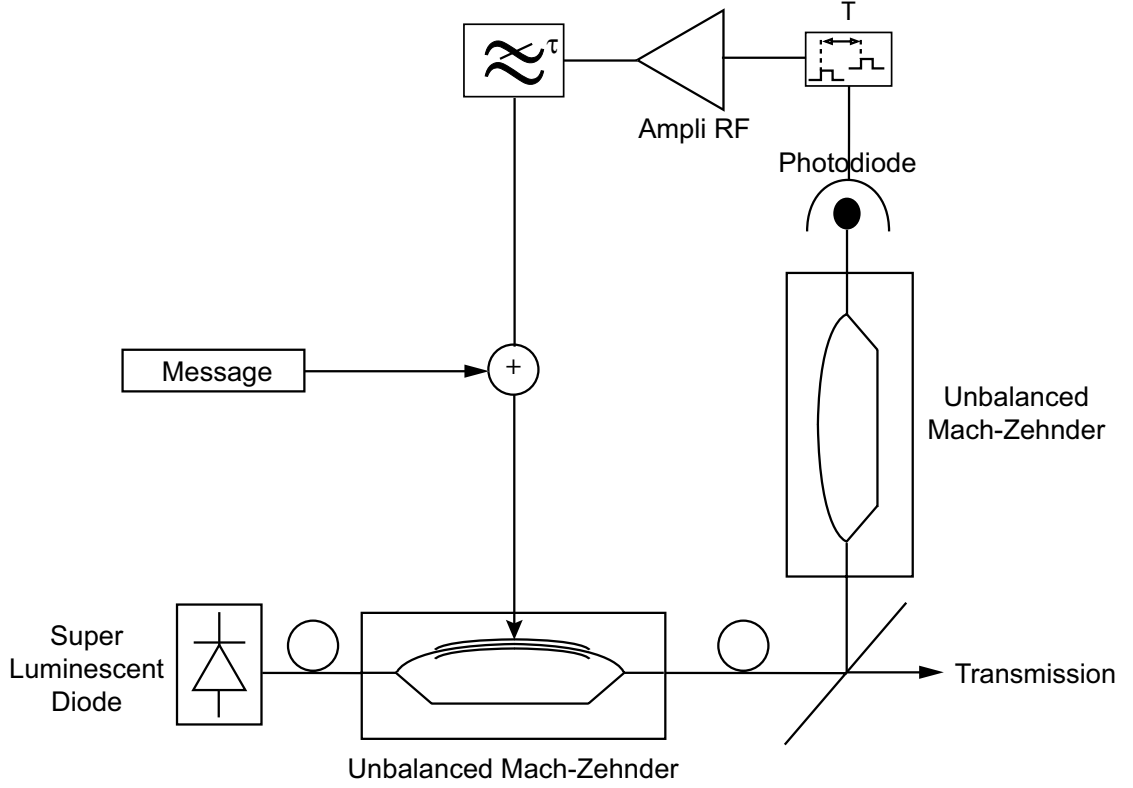 T
τ
Ampli RF
Photodiode
Message
+
Unbalanced
Mach-Zehnder
Super
Luminescent
Diode
Transmission
Unbalanced Mach-Zehnder